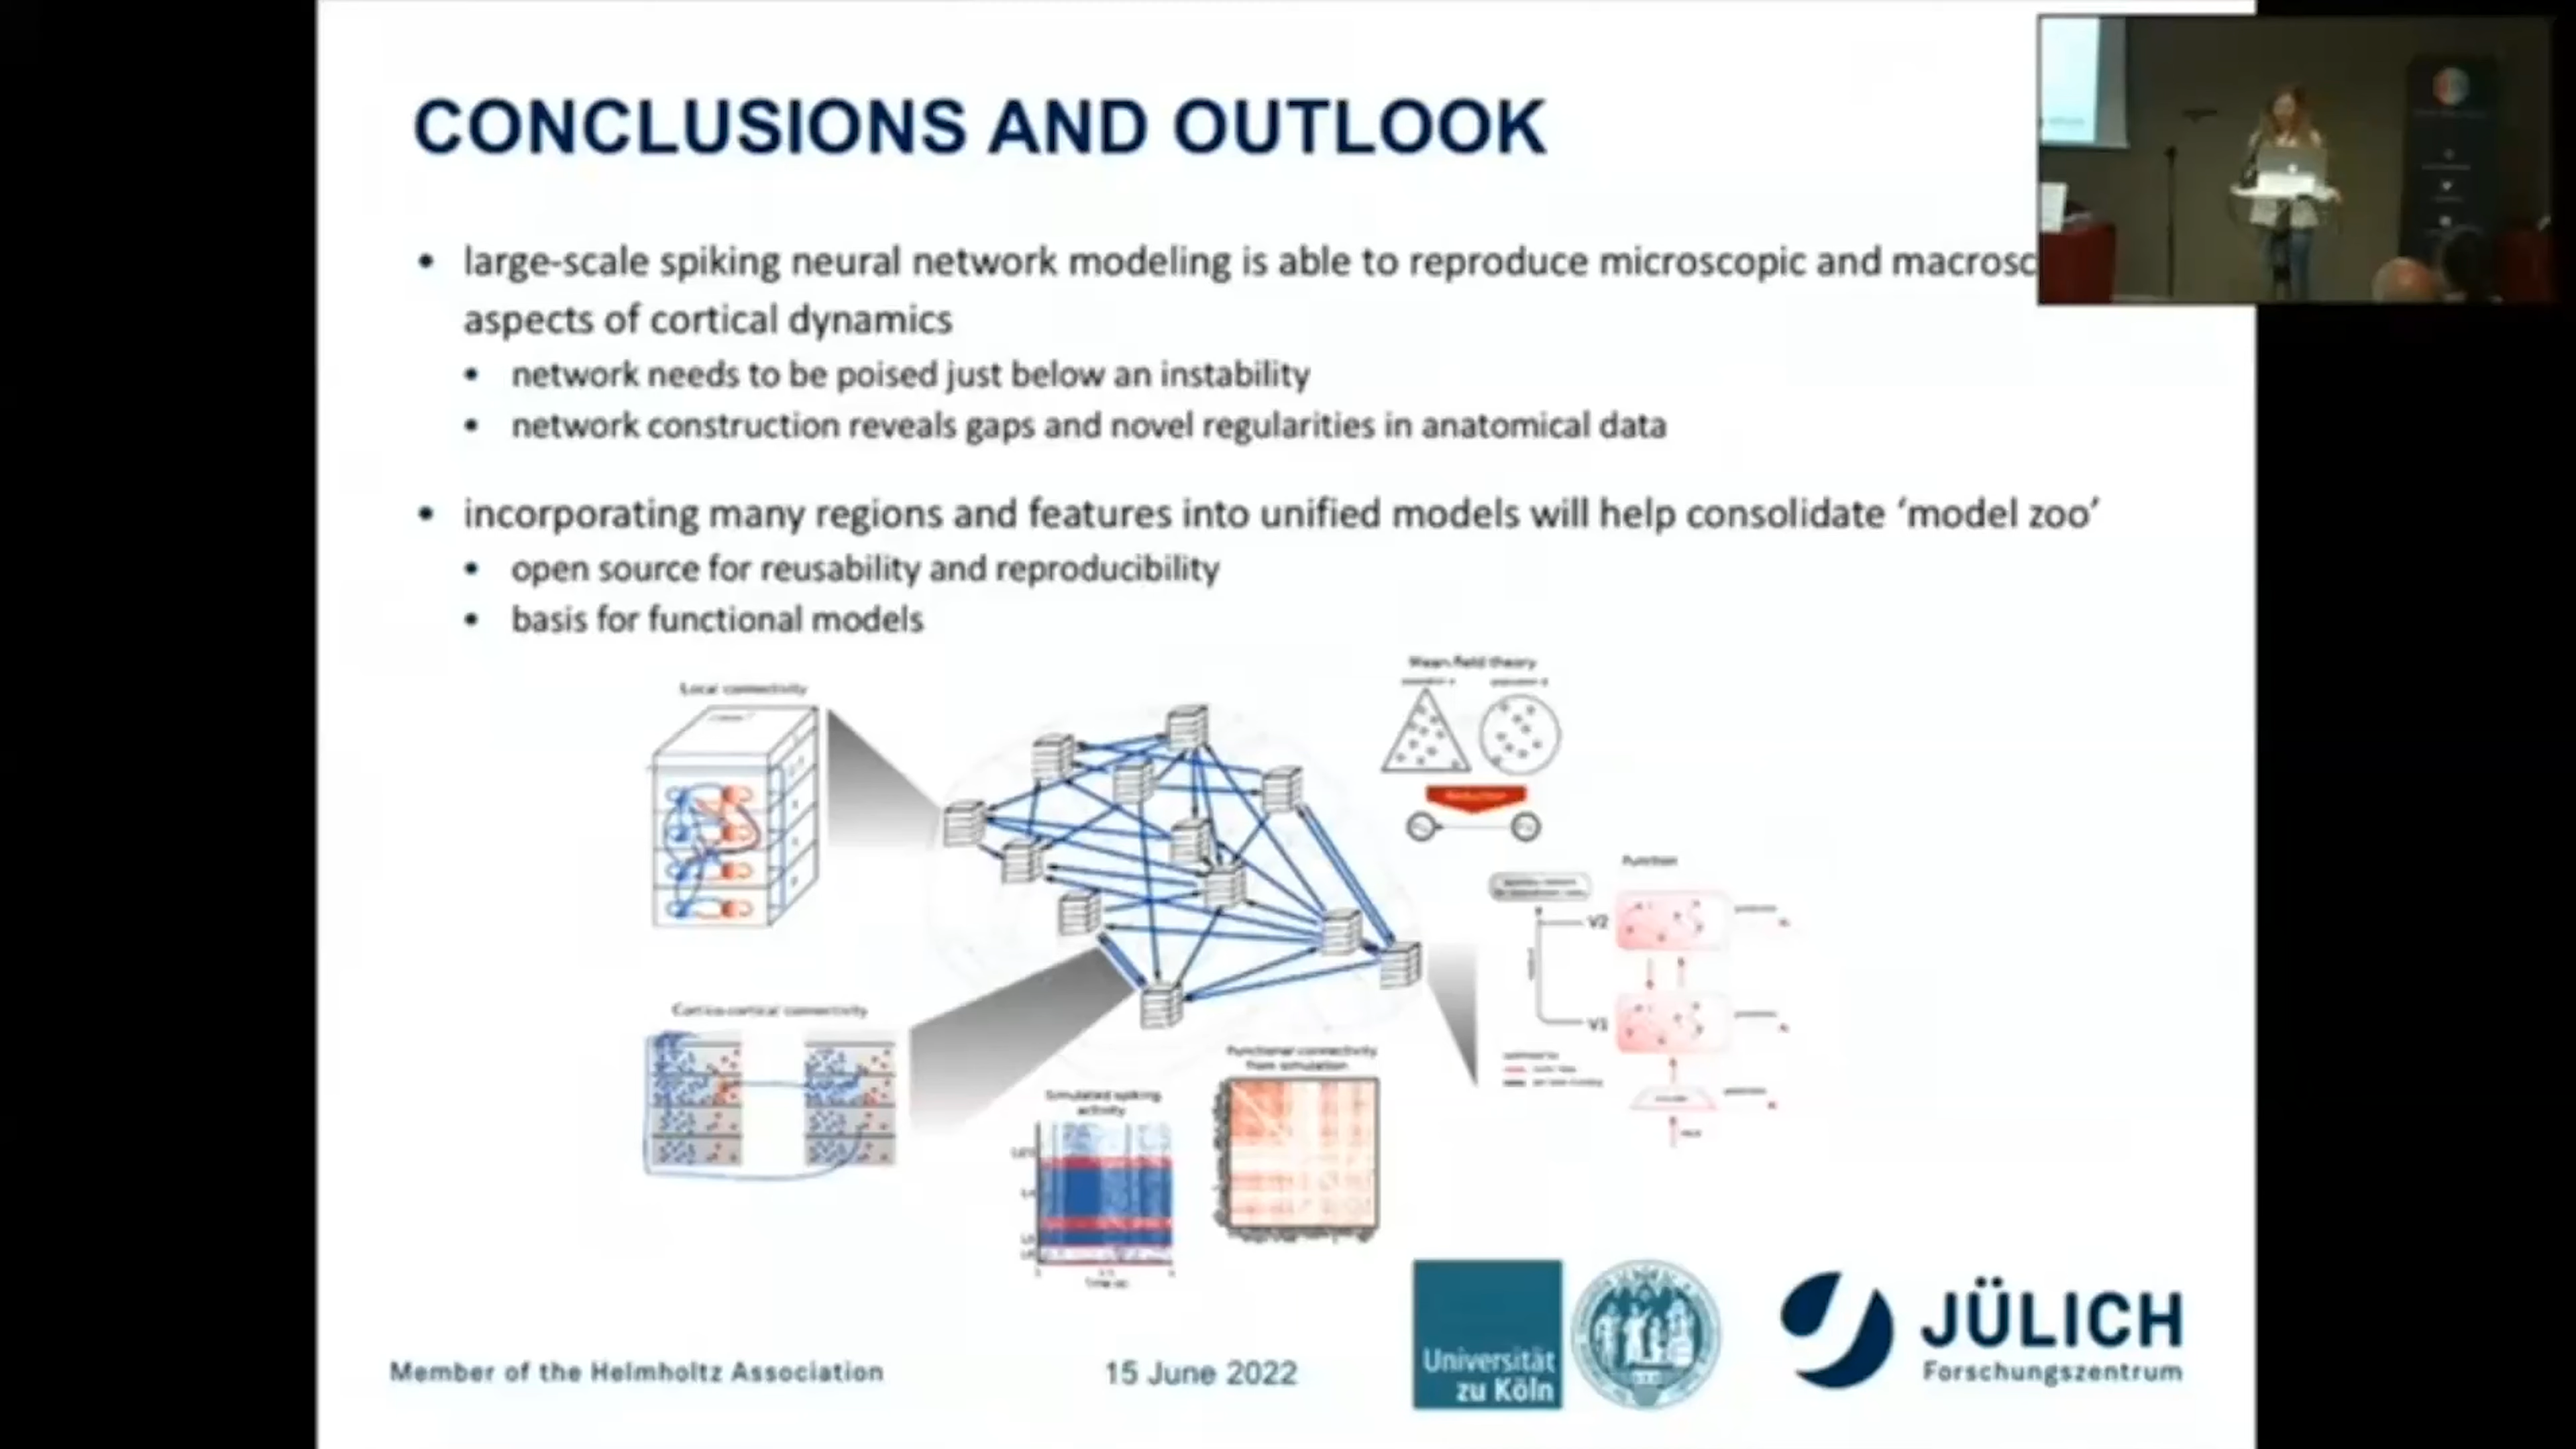 CONCLUSIONS AND OUTLOOK
• large-scale spiking neural network modeling is able to reproduce microscopic and macrosc
aspects of cortical dynamics
• network needs to be poised just below an instability
• network construction reveals gaps and novel regularities in anatomical data
• incorporating many regions and features into unified models will help consolidate ‘model zoo’
• open source for reusability and reproducibility
• basis for functional models
Mean-field theory
Local connectivity
Reduction
Function
V2
V1
Cortico-cortical connectivity
Functional connectivity
from simulation
Simulated spiking
activity
Member of the Helmholtz Association
15 June 2022
Universität
zu Köln
JÜLICH
Forschungszentrum